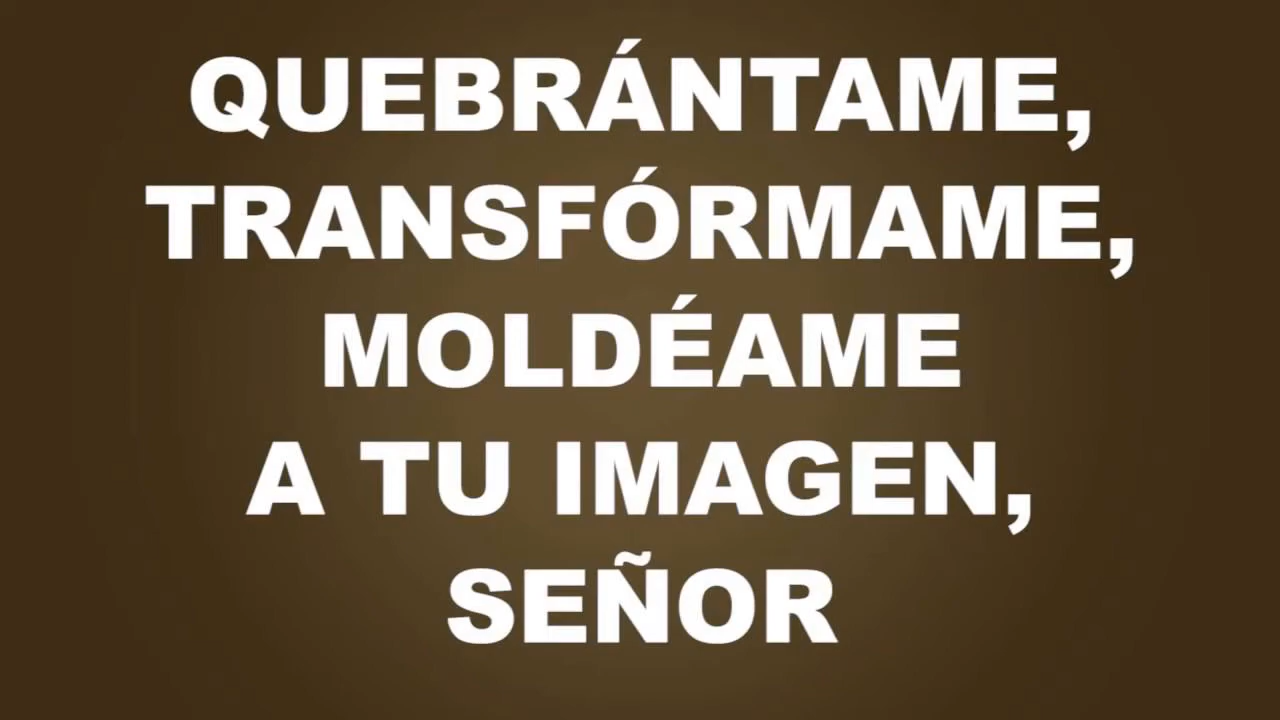 QUEBRÁNTAME,
TRANSFÓRMAME,
MOLDÉAME
A TU IMAGEN,
SEÑOR